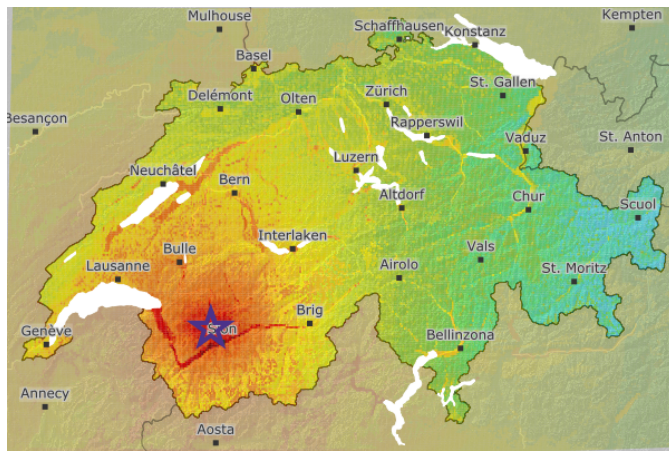 Mulhouse
Kempten
Schaffhausen
Konstanz
Basel
St. Gallen
Delémont
Olten
Zürich
Besançon
Rapperswil
St. Anton
Vaduz
Luzern
Neuchâtel
Bern
Altdorf
Chur
Scuol
Interlaken
Bulle
Vals
Lausanne
Airolo
St. Moritz
Sion
Brig
Genève
Bellinzona
Annecy
Aosta